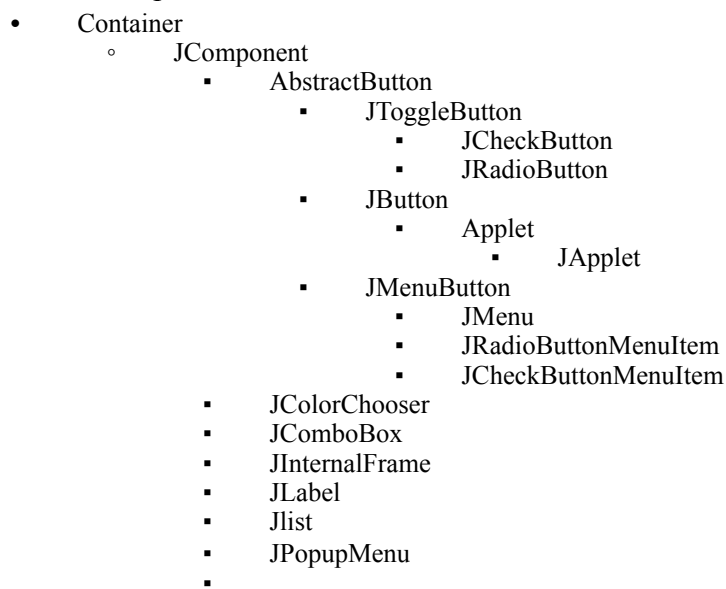 • Container
◦ JComponent
▪ AbstractButton
▪ JToggleButton
▪ JCheckButton
▪ JRadioButton
▪ JButton
▪ Applet
▪ JApplet
▪ JMenuButton
▪ JMenu
▪ JRadioButtonMenuItem
▪ JCheckButtonMenuItem
▪ JColorChooser
▪ JComboBox
▪ JInternalFrame
▪ JLabel
▪ Jlist
▪ JPopupMenu
▪